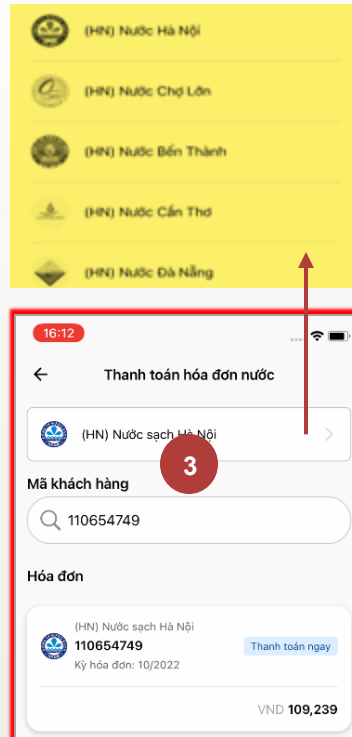 (HN) Nước Hà Nội
(HN) Nước Chợ Lớn
(HN) Nước Bến Thành
(HN) Nước Cần Thơ
(HN) Nước Đà Nẵng
16:12
Thanh toán hóa đơn nước
(HN) Nước sạch Hà Nội
3
Mã khách hàng
110654749
Hóa đơn
(HN) Nước sạch Hà Nội
110654749
Thanh toán ngay
Kỳ hóa đơn: 10/2022
VND 109,239